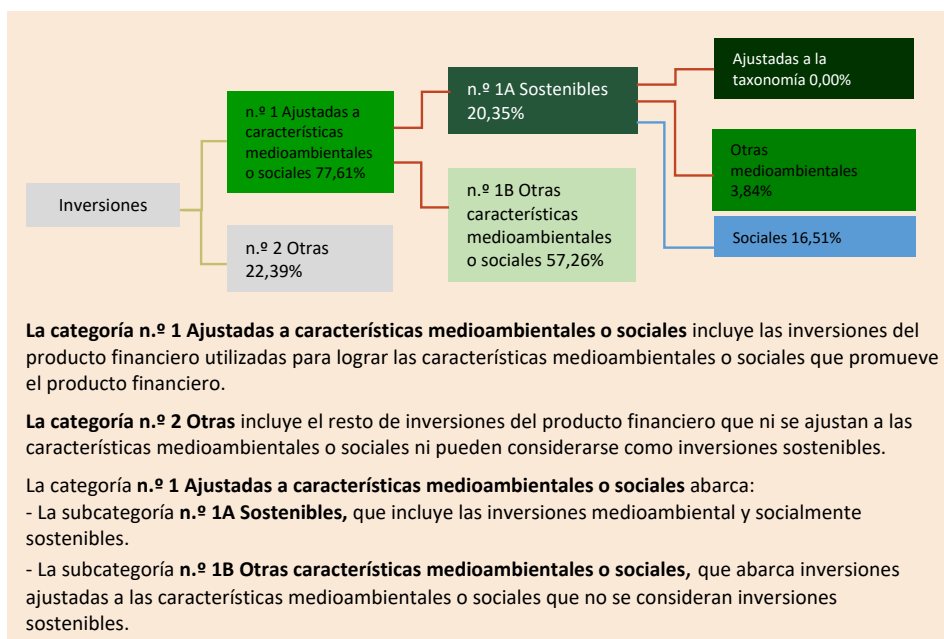 Inversiones
n.º 1 Ajustadas a
características
medioambientales
o sociales 77,61%
n.º 2 Otras
22,39%
n.º 1A Sostenibles
20,35%
n.º 1B Otras
características
medioambientales
o sociales 57,26%
Ajustadas a la
taxonomía 0,00%
Otras
medioambientales
3,84%
Sociales 16,51%
La categoría n.º 1 Ajustadas a características medioambientales o sociales incluye las inversiones del
producto financiero utilizadas para lograr las características medioambientales o sociales que promueve
el producto financiero.
La categoría n.º 2 Otras incluye el resto de inversiones del producto financiero que ni se ajustan a las
características medioambientales o sociales ni pueden considerarse como inversiones sostenibles.
La categoría n.º 1 Ajustadas a características medioambientales o sociales abarca:
- La subcategoría n.º 1A Sostenibles, que incluye las inversiones medioambiental y socialmente
sostenibles.
- La subcategoría n.º 1B Otras características medioambientales o sociales, que abarca inversiones
ajustadas a las características medioambientales o sociales que no se consideran inversiones
sostenibles.